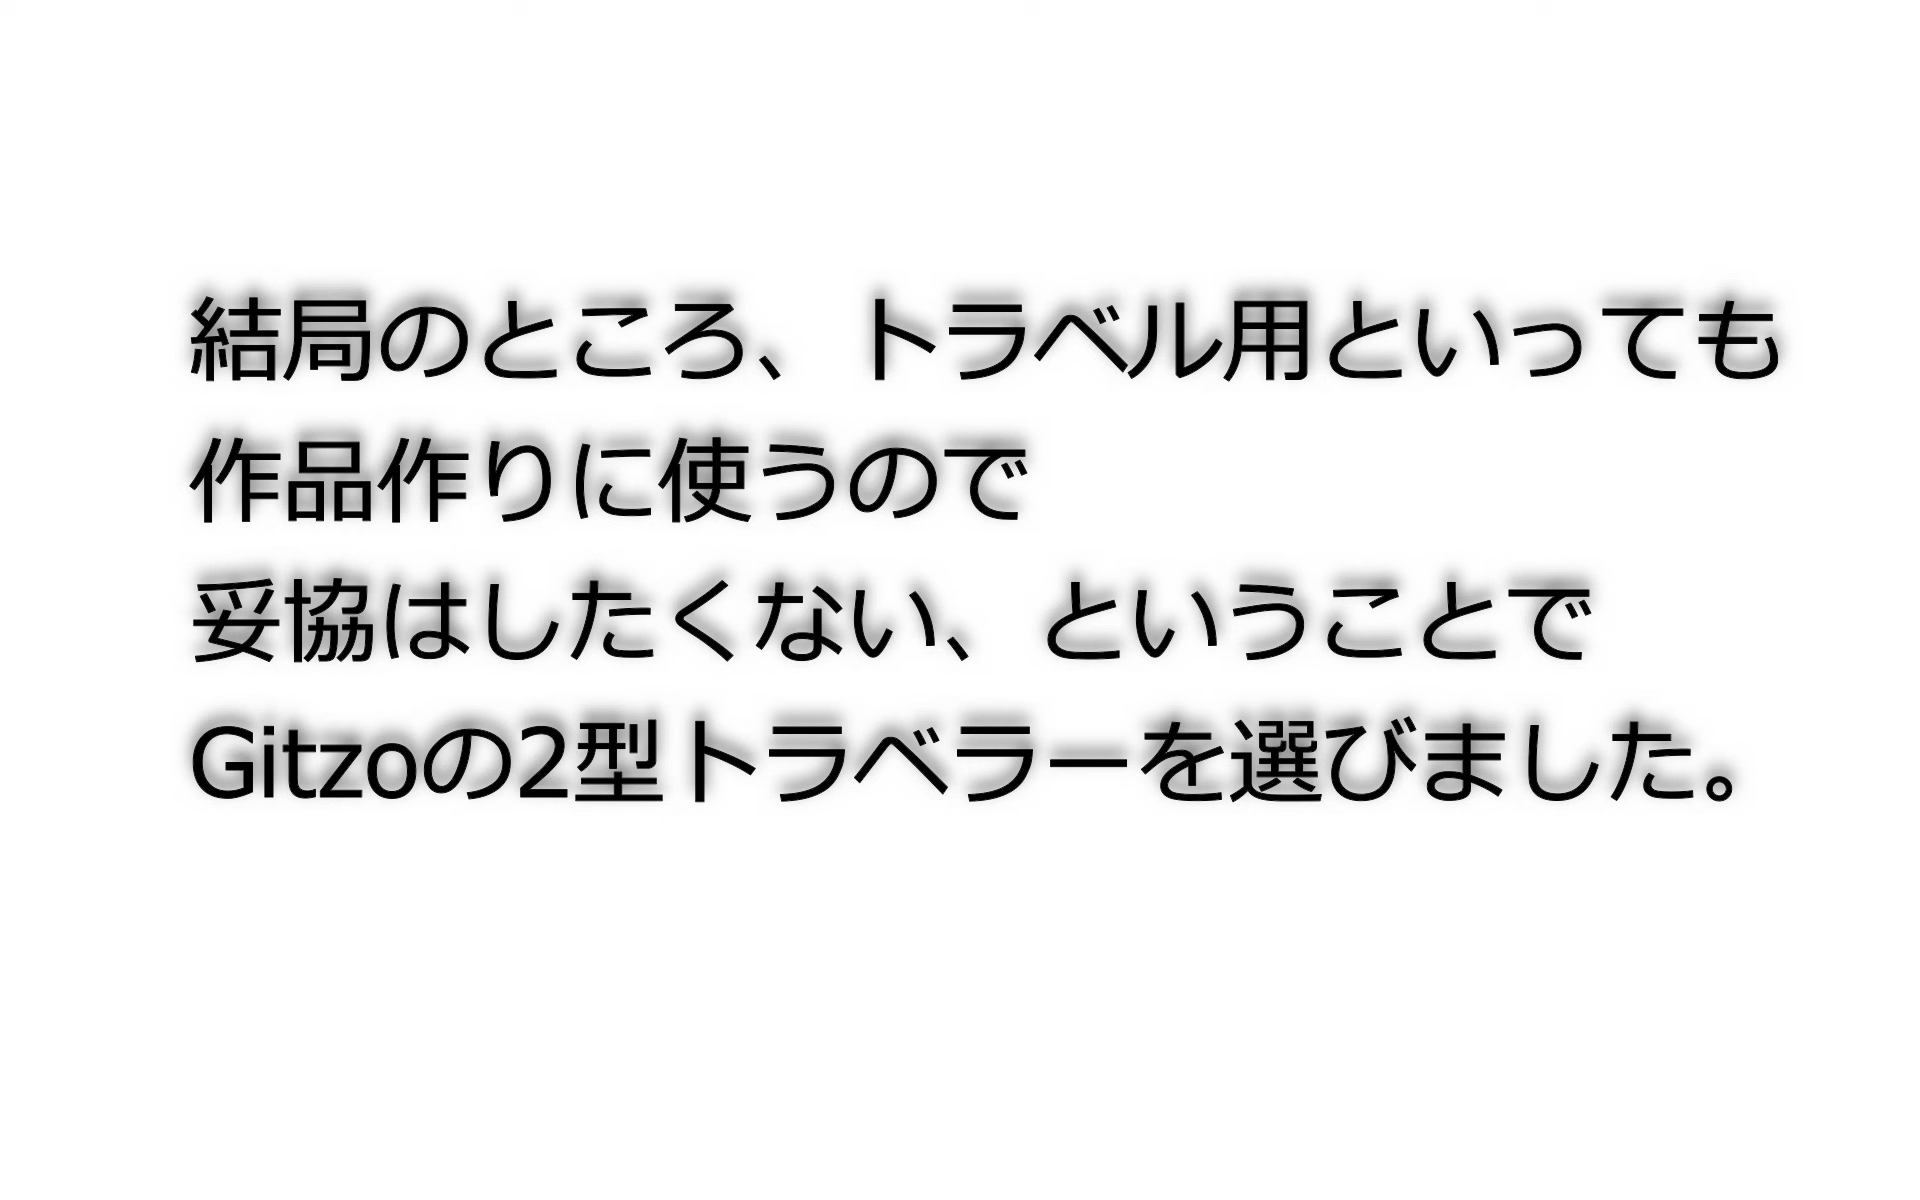 結局のところ、トラベル用といっても
作品作りに使うので
妥協はしたくない、ということで
Gitzoの2型トラベラーを選びました。